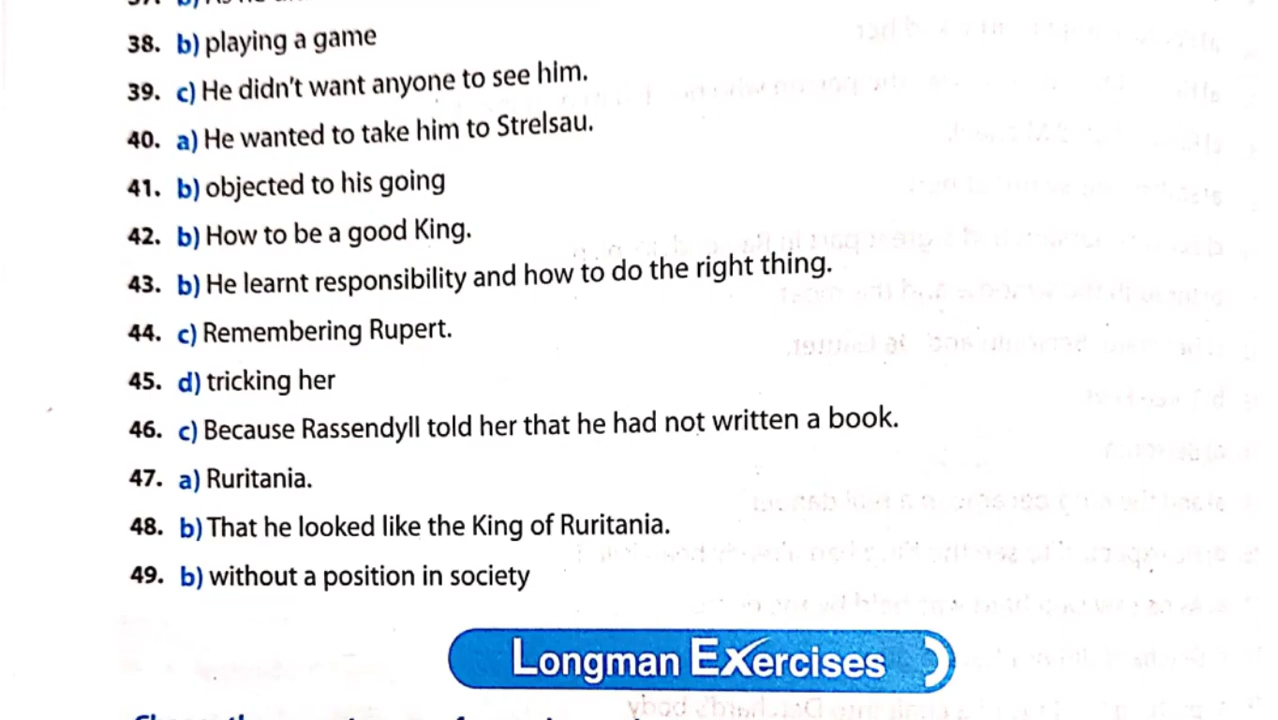 37. b) As he
38. b) playing a game
39. c) He didn't want anyone to see him.
40. a) He wanted to take him to Strelsau.
41. b) objected to his going
42. b) How to be a good King.
43. b) He learnt responsibility and how to do the right thing.
44. c) Remembering Rupert.
45. d) tricking her
46. c) Because Rassendyll told her that he had not written a book.
47. a) Ruritania.
48. b) That he looked like the King of Ruritania.
49. b) without a position in society
Longman Exercises